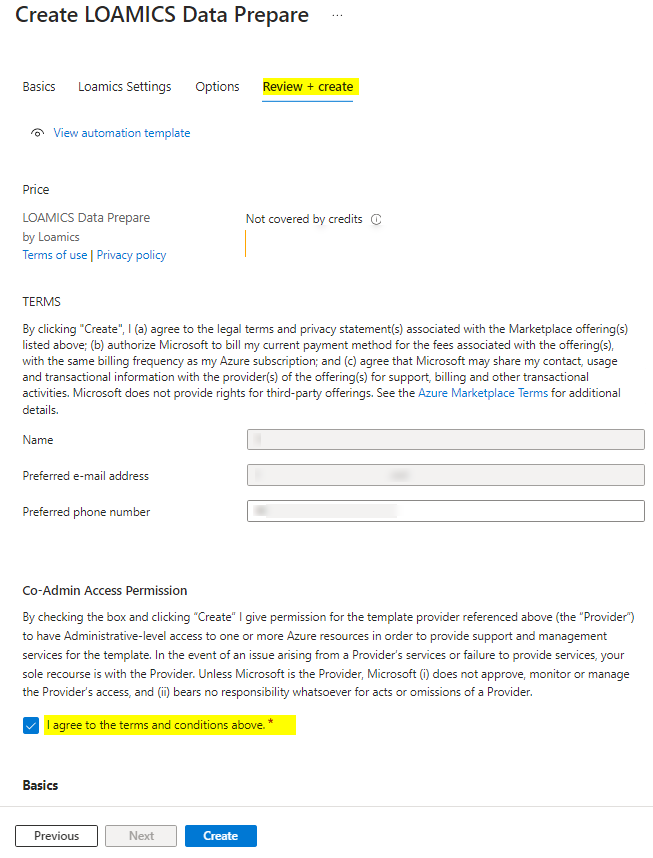 Create LOAMICS Data Prepare ...
Basics Loamics Settings Options Review + create
View automation template
Price
LOAMICS Data Prepare Not covered by credits
by Loamics
Terms of use | Privacy policy
TERMS
By clicking "Create", I (a) agree to the legal terms and privacy statement(s) associated with the Marketplace offering(s)
listed above; (b) authorize Microsoft to bill my current payment method for the fees associated with the offering(s),
with the same billing frequency as my Azure subscription; and (c) agree that Microsoft may share my contact, usage
and transactional information with the provider(s) of the offering(s) for support, billing and other transactional
activities. Microsoft does not provide rights for third-party offerings. See the Azure Marketplace Terms for additional
details.
Name
Preferred e-mail address
Preferred phone number
Co-Admin Access Permission
By checking the box and clicking "Create" I give permission for the template provider referenced above (the "Provider")
to have Administrative-level access to one or more Azure resources in order to provide support and management
services for the template. In the event of an issue arising from a Provider's services or failure to provide services, your
sole recourse is with the Provider. Unless Microsoft is the Provider, Microsoft (i) does not approve, monitor or manage
the Provider's access, and (ii) bears no responsibility whatsoever for acts or omissions of a Provider.
I agree to the terms and conditions above. *
Basics
Previous Next Create